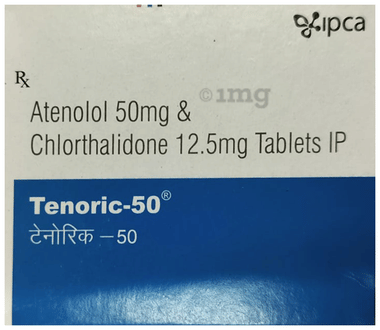 ipca
Rx
1mg
Atenolol 50mg &
Chlorthalidone 12.5mg Tablets IP
Tenoric-50®
टेनोरिक –50